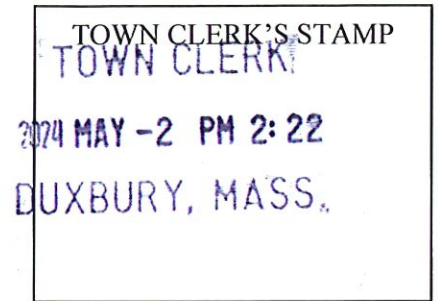 TOWN CLERK'S STAMP
TOWN CLERK
2024 MAY -2 PM 2:22
DUXBURY, MASS.